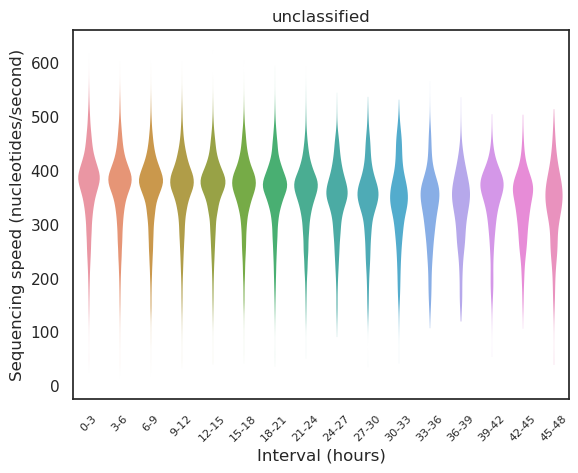 unclassified
Sequencing speed (nucleotides/second)
600
500
400
300
200
100
0
0-3 3-6 6-9 9-12 12-15 15-18 18-21 21-24 24-27 27-30 30-33 33-36 36-39 39-42 42-45 45-48
Interval (hours)